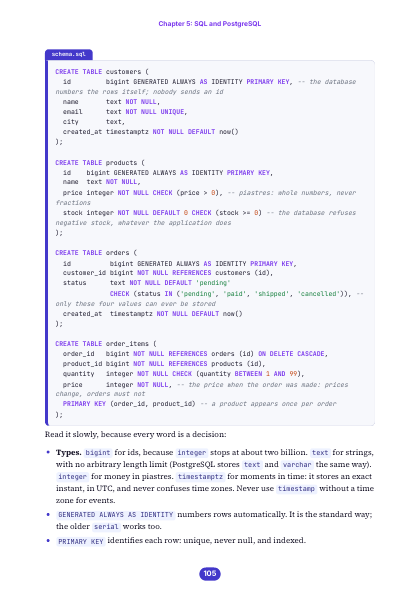 Chapter 5: SQL and PostgreSQL
schema.sql
CREATE TABLE customers (
  id         bigint GENERATED ALWAYS AS IDENTITY PRIMARY KEY, -- the database
numbers the rows itself; nobody sends an id
  name       text NOT NULL,
  email      text NOT NULL UNIQUE,
  city       text,
  created_at timestamptz NOT NULL DEFAULT now()
);
CREATE TABLE products (
  id    bigint GENERATED ALWAYS AS IDENTITY PRIMARY KEY,
  name  text NOT NULL,
  price integer NOT NULL CHECK (price > 0), -- piastres: whole numbers, never
fractions
  stock integer NOT NULL DEFAULT 0 CHECK (stock >= 0) -- the database refuses
negative stock, whatever the application does
);
CREATE TABLE orders (
  id          bigint GENERATED ALWAYS AS IDENTITY PRIMARY KEY,
  customer_id bigint NOT NULL REFERENCES customers (id),
  status      text NOT NULL DEFAULT 'pending'
              CHECK (status IN ('pending', 'paid', 'shipped', 'cancelled')), --
only these four values can ever be stored
  created_at  timestamptz NOT NULL DEFAULT now()
);
CREATE TABLE order_items (
  order_id   bigint NOT NULL REFERENCES orders (id) ON DELETE CASCADE,
  product_id bigint NOT NULL REFERENCES products (id),
  quantity   integer NOT NULL CHECK (quantity BETWEEN 1 AND 99),
  price      integer NOT NULL, -- the price when the order was made: prices
change, orders must not
  PRIMARY KEY (order_id, product_id) -- a product appears once per order
);
Read it slowly, because every word is a decision:
• Types. bigint for ids, because integer stops at about two billion. text for strings,
with no arbitrary length limit (PostgreSQL stores text and varchar the same way).
integer for money in piastres. timestamptz for moments in time: it stores an exact
instant, in UTC, and never confuses time zones. Never use timestamp without a time
zone for events.
• GENERATED ALWAYS AS IDENTITY numbers rows automatically. It is the standard way;
the older serial works too.
• PRIMARY KEY identifies each row: unique, never null, and indexed.
105